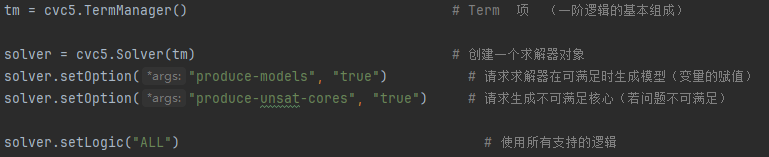 tm = cvc5.TermManager() # Term 项 （一阶逻辑的基本组成）
solver = cvc5.Solver(tm) # 创建一个求解器对象
solver.setOption( *args: "produce-models", "true") # 请求求解器在可满足时生成模型（变量的赋值）
solver.setOption( *args: "produce-unsat-cores", "true") # 请求生成不可满足核心（若问题不可满足）
solver.setLogic("ALL") # 使用所有支持的逻辑